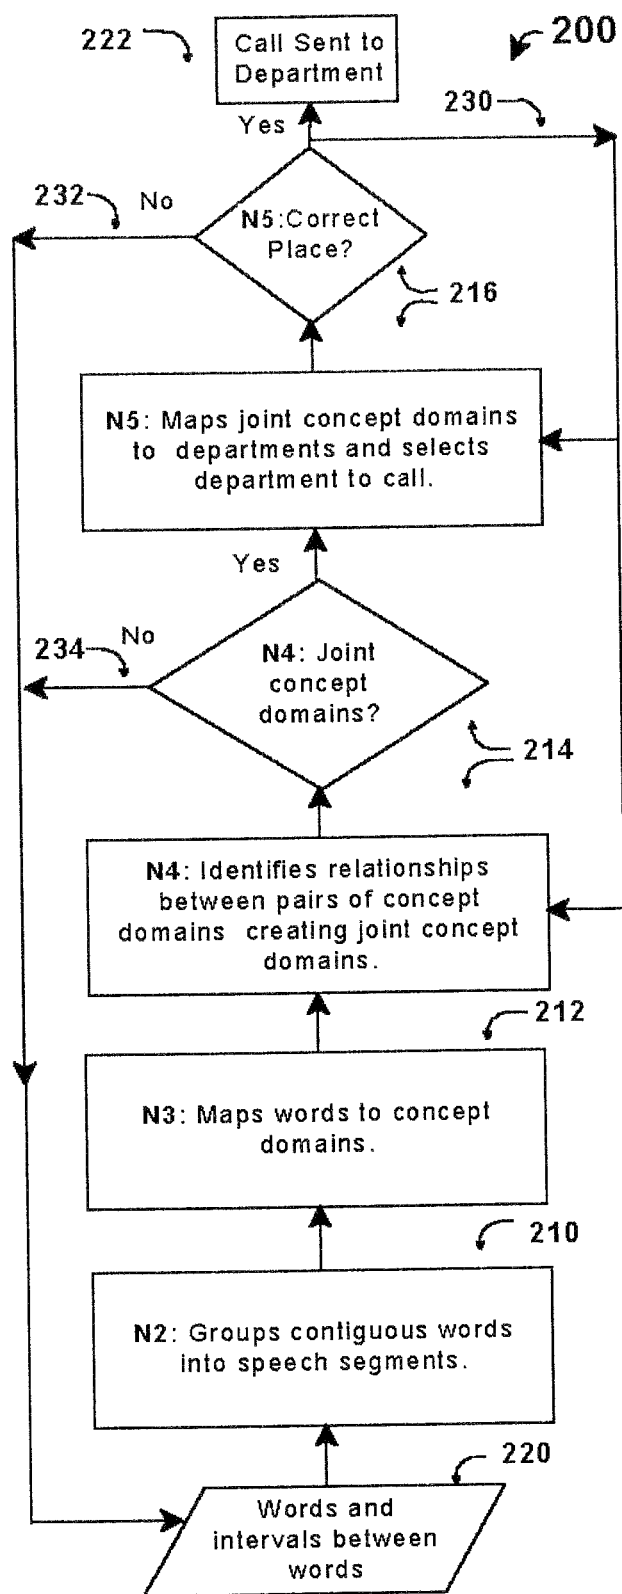 222
Call Sent to
Department
200
Yes
230
232
No
N5:Correct
Place?
216
N5: Maps joint concept domains
to departments and selects
department to call.
Yes
No
234
N4: Joint
concept
domains?
214
N4: Identifies relationships
between pairs of concept
domains creating joint concept
domains.
212
N3: Maps words to concept
domains.
210
N2: Groups contiguous words
into speech segments.
220
Words and
intervals between
words